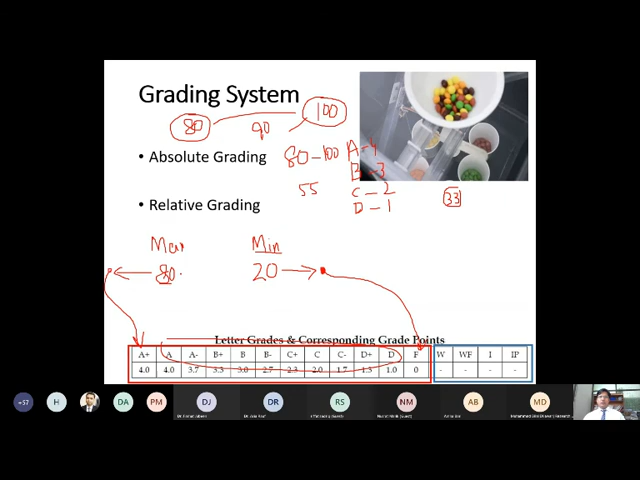 Grading System
80 90 100
• Absolute Grading
80-100 A-4
B-3
55 C-2
D-1
33
• Relative Grading
Max Min
80 20
Letter Grades & Corresponding Grade Points
A+ A A- B+ B B- C+ C C- D+ D F W WF I IP
4.0 4.0 3.7 3.3 3.0 2.7 2.3 2.0 1.7 1.3 1.0 0 - - - -
+57 H DA PM DJ DR RS NM AB MD